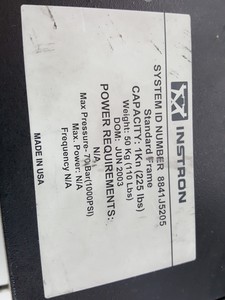 INSTRON
SYSTEM ID NUMBER 8841J5205
Standard Frame
CAPACITY: 1Kn (225 lbs)
Weight: 50 Kg (110 Lbs)
DOM: JUN 2003
POWER REQUIREMENTS:
N/A
Max Pressure- 70Bar(1000PSI)
Max. Power: N/A
Frequency N/A
MADE IN USA